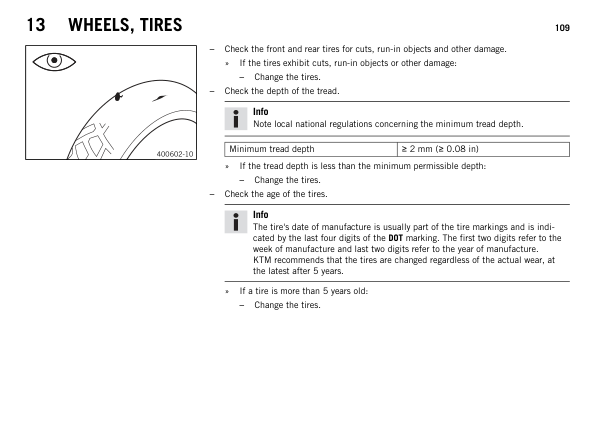 13 WHEELS, TIRES 109
400602-10
– Check the front and rear tires for cuts, run-in objects and other damage.
» If the tires exhibit cuts, run-in objects or other damage:
– Change the tires.
– Check the depth of the tread.
Info
Note local national regulations concerning the minimum tread depth.
Minimum tread depth ≥ 2 mm (≥ 0.08 in)
» If the tread depth is less than the minimum permissible depth:
– Change the tires.
– Check the age of the tires.
Info
The tire's date of manufacture is usually part of the tire markings and is indi-
cated by the last four digits of the DOT marking. The first two digits refer to the
week of manufacture and last two digits refer to the year of manufacture.
KTM recommends that the tires are changed regardless of the actual wear, at
the latest after 5 years.
» If a tire is more than 5 years old:
– Change the tires.